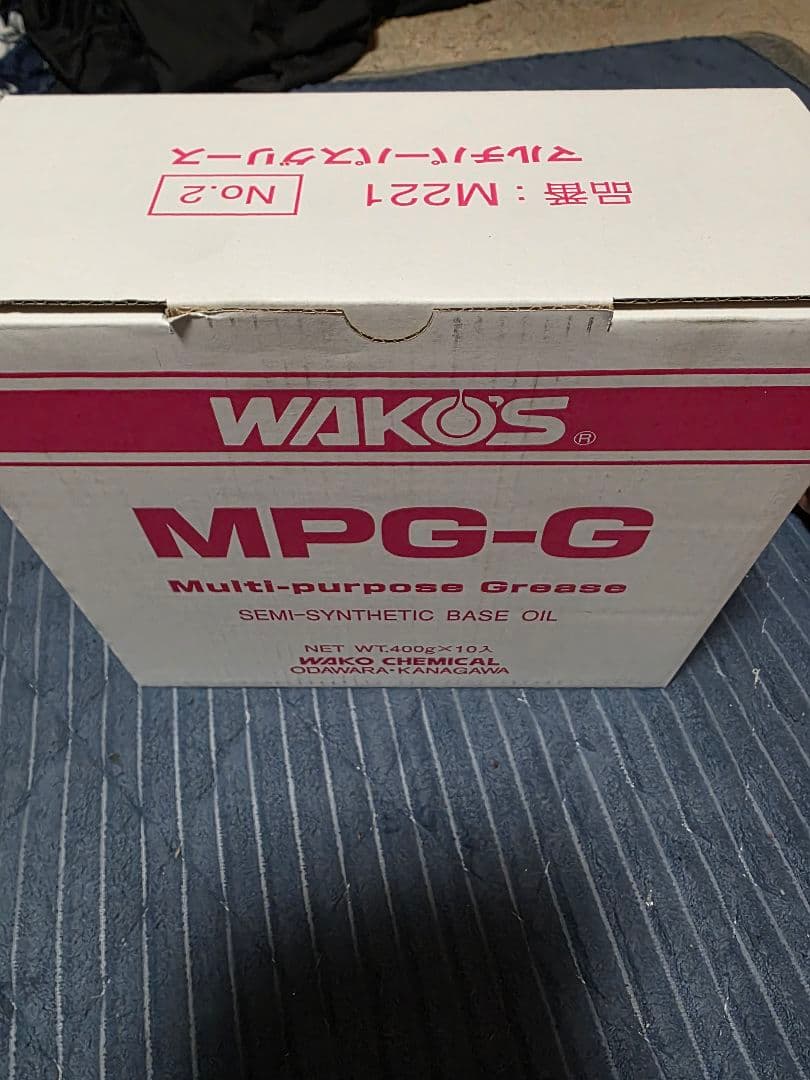 マルチパーパスグリース
品番：M221 No.2
WAKO'S ®
MPG-G
Multi-purpose Grease
SEMI-SYNTHETIC BASE OIL
NET WT.400g×10入
WAKO CHEMICAL
ODAWARA・KANAGAWA